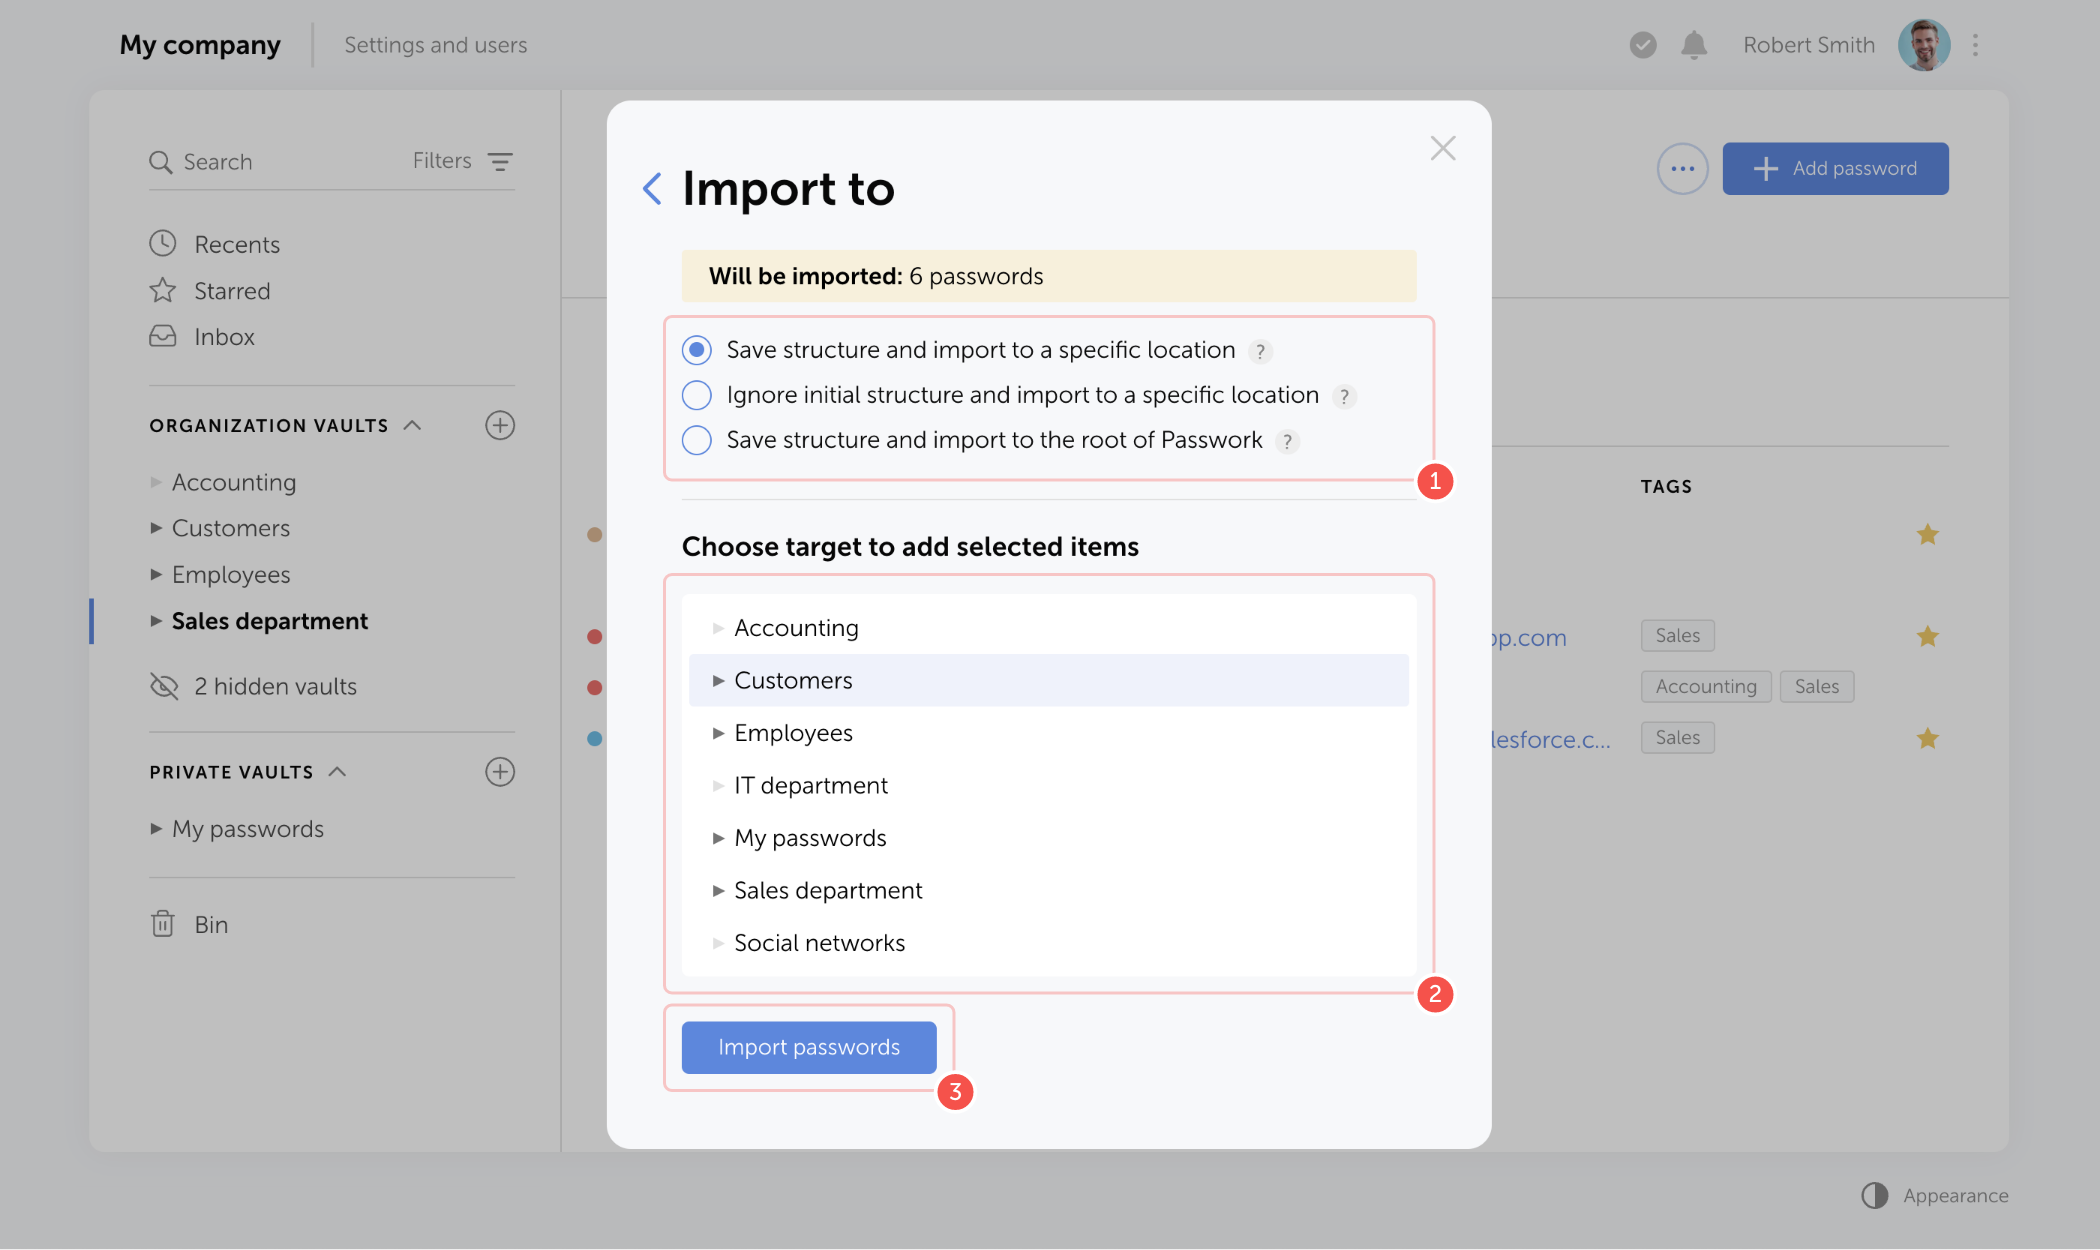 My company
Settings and users
Robert Smith
Search
Filters
Recents
Starred
Inbox
ORGANIZATION VAULTS
Accounting
Customers
Employees
Sales department
2 hidden vaults
PRIVATE VAULTS
My passwords
Bin
Import to
Will be imported: 6 passwords
Save structure and import to a specific location ?
Ignore initial structure and import to a specific location ?
Save structure and import to the root of Passwork ?
1
Choose target to add selected items
Accounting
Customers
Employees
IT department
My passwords
Sales department
Social networks
2
Import passwords
3
Add password
TAGS
pp.com
Sales
Accounting
Sales
lesforce.c...
Sales
Appearance